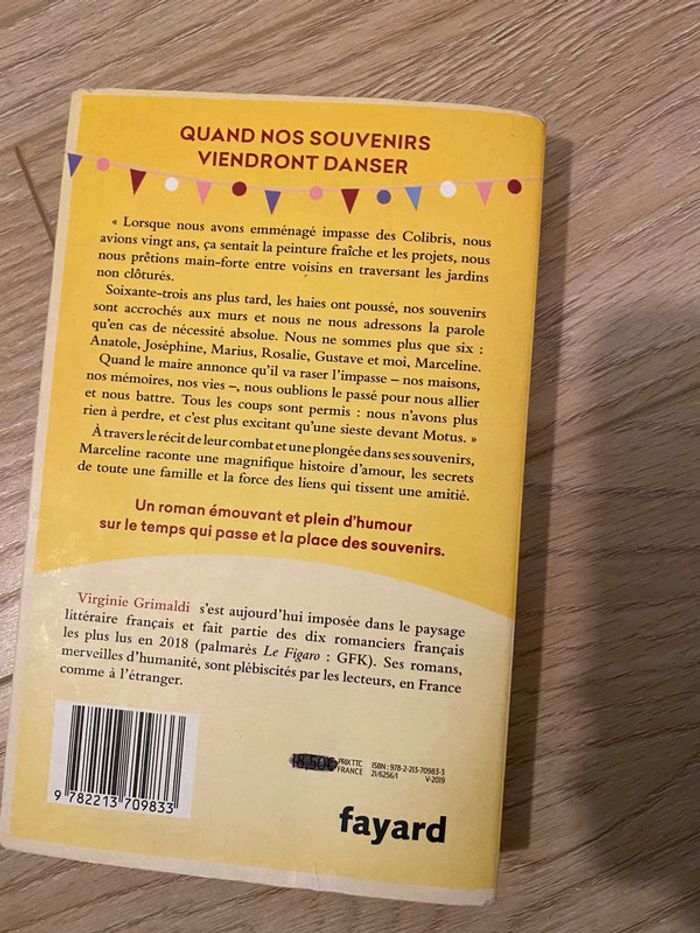 QUAND NOS SOUVENIRS
VIENDRONT DANSER
« Lorsque nous avons emménagé impasse des Colibris, nous
avions vingt ans, ça sentait la peinture fraîche et les projets, nous
nous prêtions main-forte entre voisins en traversant les jardins
non clôturés.
Soixante-trois ans plus tard, les haies ont poussé, nos souvenirs
sont accrochés aux murs et nous ne nous adressons la parole
qu'en cas de nécessité absolue. Nous ne sommes plus que six :
Anatole, Joséphine, Marius, Rosalie, Gustave et moi, Marceline.
Quand le maire annonce qu'il va raser l'impasse – nos maisons,
nos mémoires, nos vies –, nous oublions le passé pour nous allier
et nous battre. Tous les coups sont permis : nous n'avons plus
rien à perdre, et c'est plus excitant qu'une sieste devant Motus. »
À travers le récit de leur combat et une plongée dans ses souvenirs,
Marceline raconte une magnifique histoire d'amour, les secrets
de toute une famille et la force des liens qui tissent une amitié.
Un roman émouvant et plein d'humour
sur le temps qui passe et la place des souvenirs.
Virginie Grimaldi s'est aujourd'hui imposée dans le paysage
littéraire français et fait partie des dix romanciers français
les plus lus en 2018 (palmarès Le Figaro : GFK). Ses romans,
merveilles d'humanité, sont plébiscités par les lecteurs, en France
comme à l'étranger.
18,50€ PRIX TTC
FRANCE
ISBN : 978-2-213-70983-3
21/6256/1
V-2019
9 782213 709833
fayard